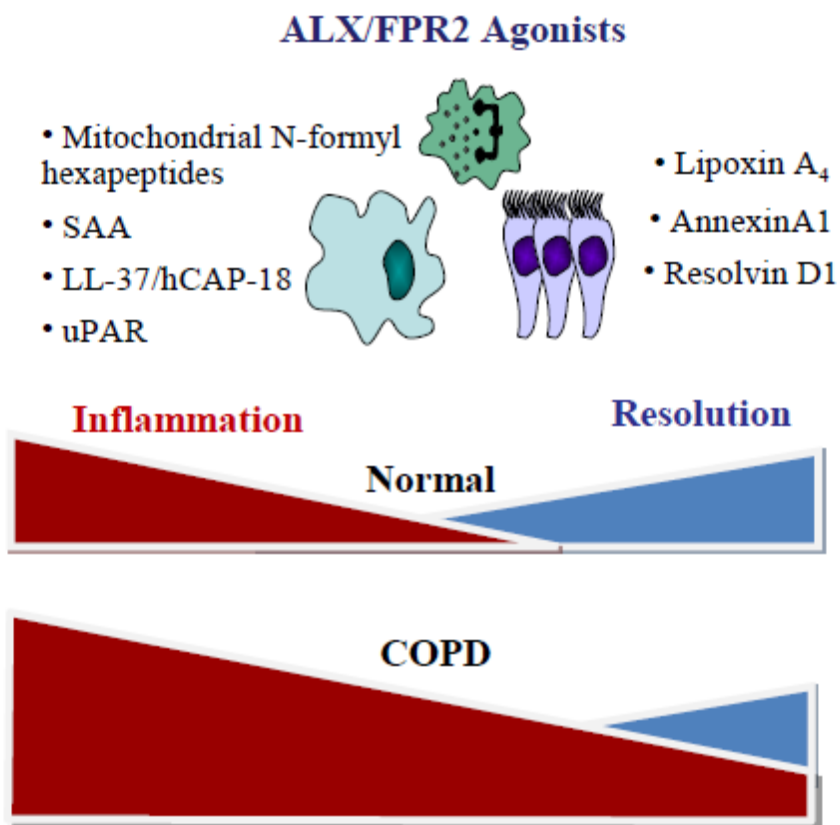 ALX/FPR2 Agonists
• Mitochondrial N-formyl
hexapeptides
• SAA
• LL-37/hCAP-18
• uPAR
• Lipoxin A₄
• AnnexinA1
• Resolvin D1
Inflammation
Resolution
Normal
COPD